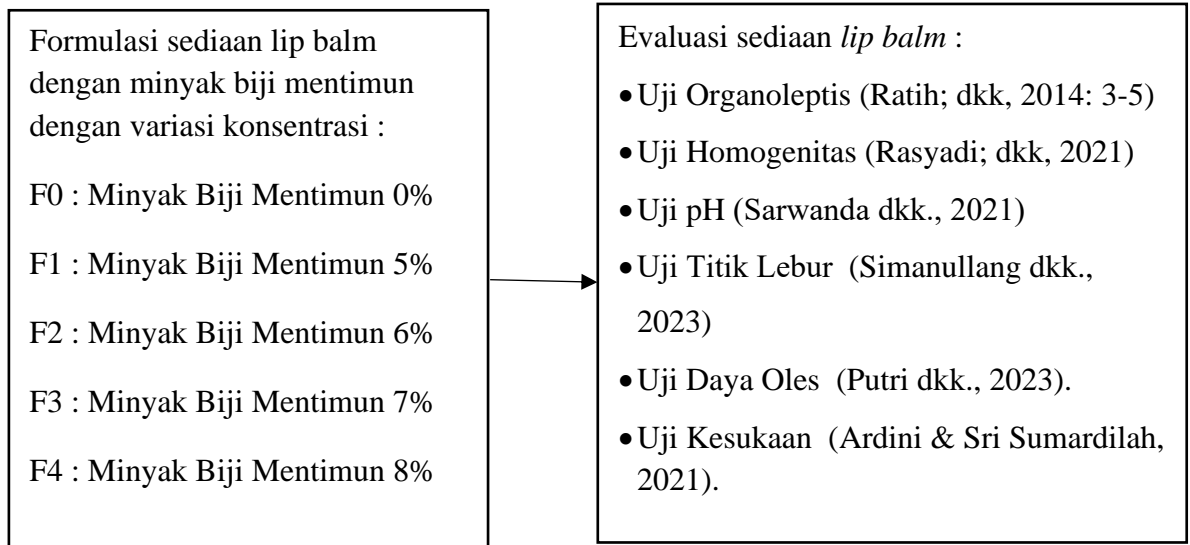 Formulasi sediaan lip balm
dengan minyak biji mentimun
dengan variasi konsentrasi :
F0 : Minyak Biji Mentimun 0%
F1 : Minyak Biji Mentimun 5%
F2 : Minyak Biji Mentimun 6%
F3 : Minyak Biji Mentimun 7%
F4 : Minyak Biji Mentimun 8%
Evaluasi sediaan lip balm :
•Uji Organoleptis (Ratih; dkk, 2014: 3-5)
•Uji Homogenitas (Rasyadi; dkk, 2021)
•Uji pH (Sarwanda dkk., 2021)
•Uji Titik Lebur (Simanullang dkk.,
2023)
•Uji Daya Oles (Putri dkk., 2023).
•Uji Kesukaan (Ardini & Sri Sumardilah,
2021).